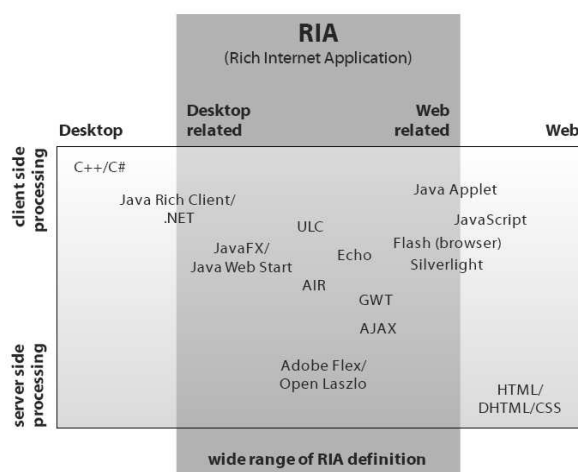 RIA
(Rich Internet Application)
Desktop
Desktop
related
Web
related
Web
client side
processing
server side
processing
C++/C#
Java Rich Client/
.NET
ULC
JavaFX/
Java Web Start
Echo
AIR
GWT
AJAX
Adobe Flex/
Open Laszlo
Java Applet
JavaScript
Flash (browser)
Silverlight
HTML/
DHTML/CSS
wide range of RIA definition